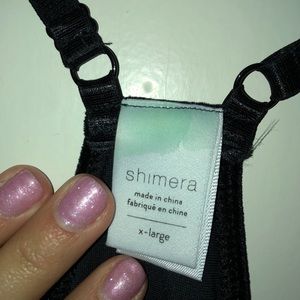 shimera
made in china
fabriqué en chine
x-large